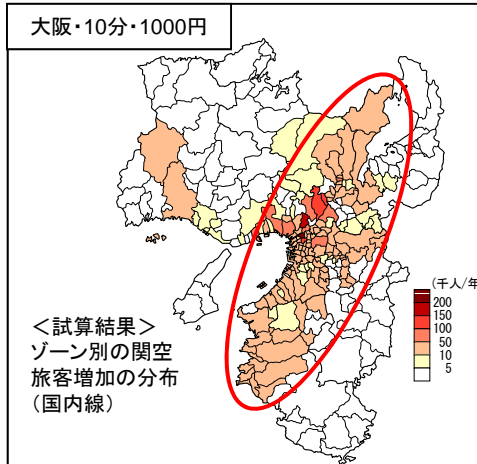 大阪・10分・1000円
(千人/年)
200
150
100
50
10
5
＜試算結果＞
ゾーン別の関空
旅客増加の分布
（国内線）